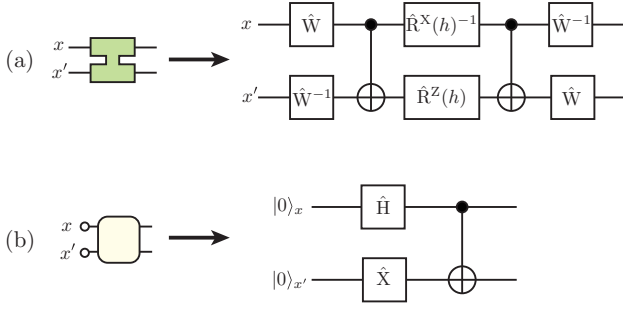 (a) x x′ x Ŵ R̂ˣ(h)⁻¹ Ŵ⁻¹
x′ Ŵ⁻¹ R̂ᶻ(h) Ŵ
(b) x x′ |0⟩ₓ Ĥ
|0⟩ₓ′ X̂